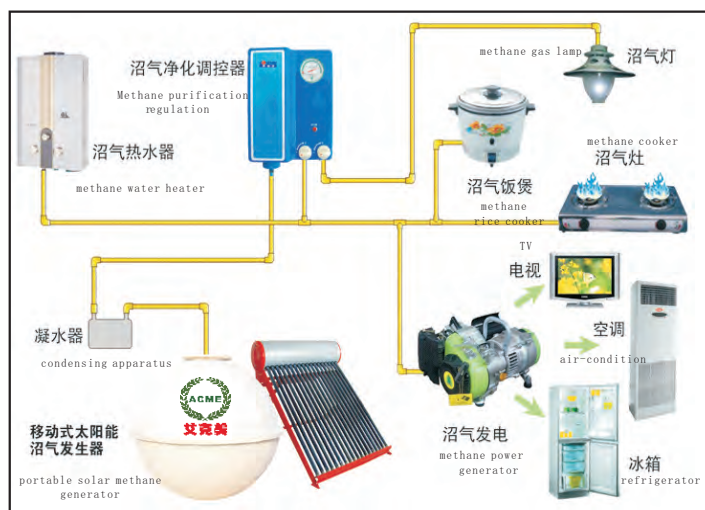 沼气净化调控器
Methane purification
regulation
methane gas lamp
沼气灯
沼气热水器
methane water heater
沼气饭煲
methane
rice cooker
methane cooker
沼气灶
TV
电视
凝水器
condensing apparatus
空调
air-condition
ACME
艾克美
移动式太阳能
沼气发生器
portable solar methane
generator
沼气发电
methane power
generator
冰箱
refrigerator